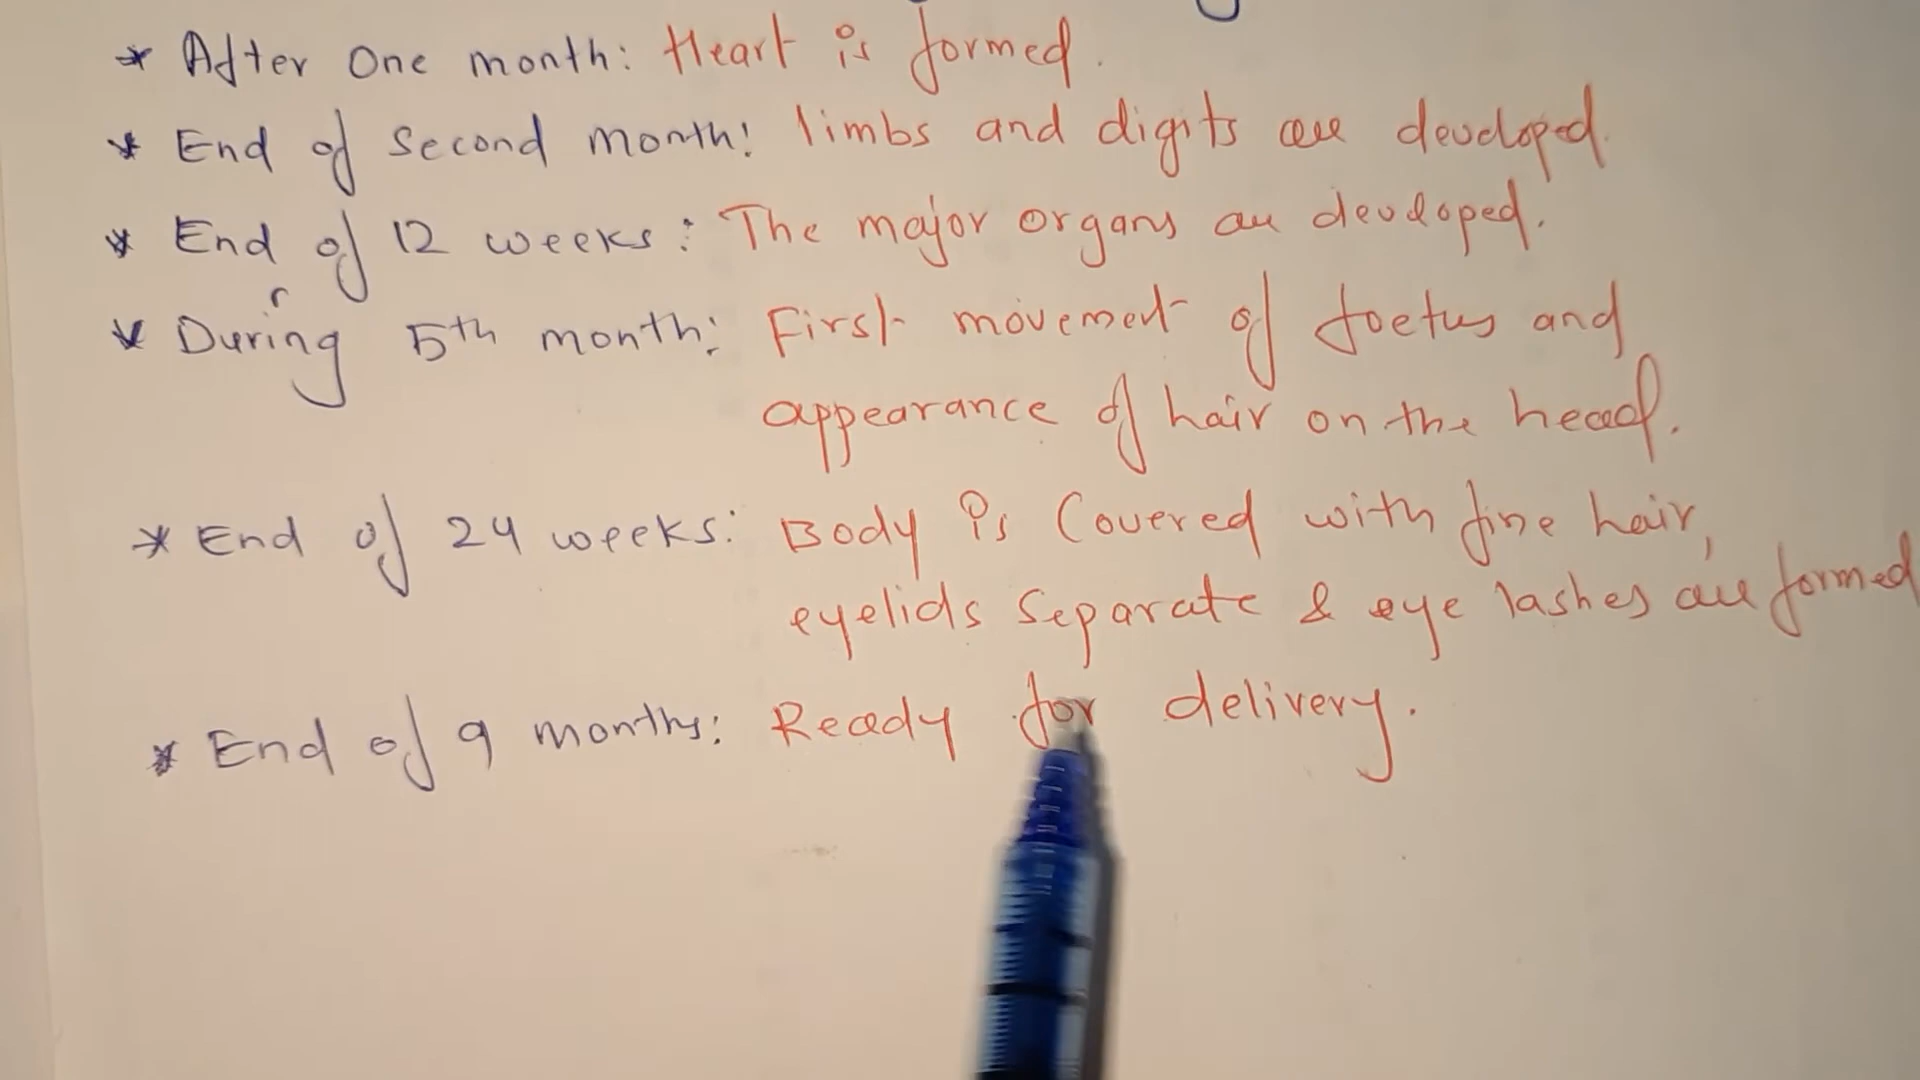 * After One month: Heart is formed.
* End of Second month: limbs and digits are developed.
* End of 12 weeks: The major organs are developed.
r
* During 5th month: First movement of foetus and
appearance of hair on the head.
* End of 24 weeks: Body is Covered with fine hair,
eyelids separate & eye lashes are formed
* End of 9 months: Ready for delivery.